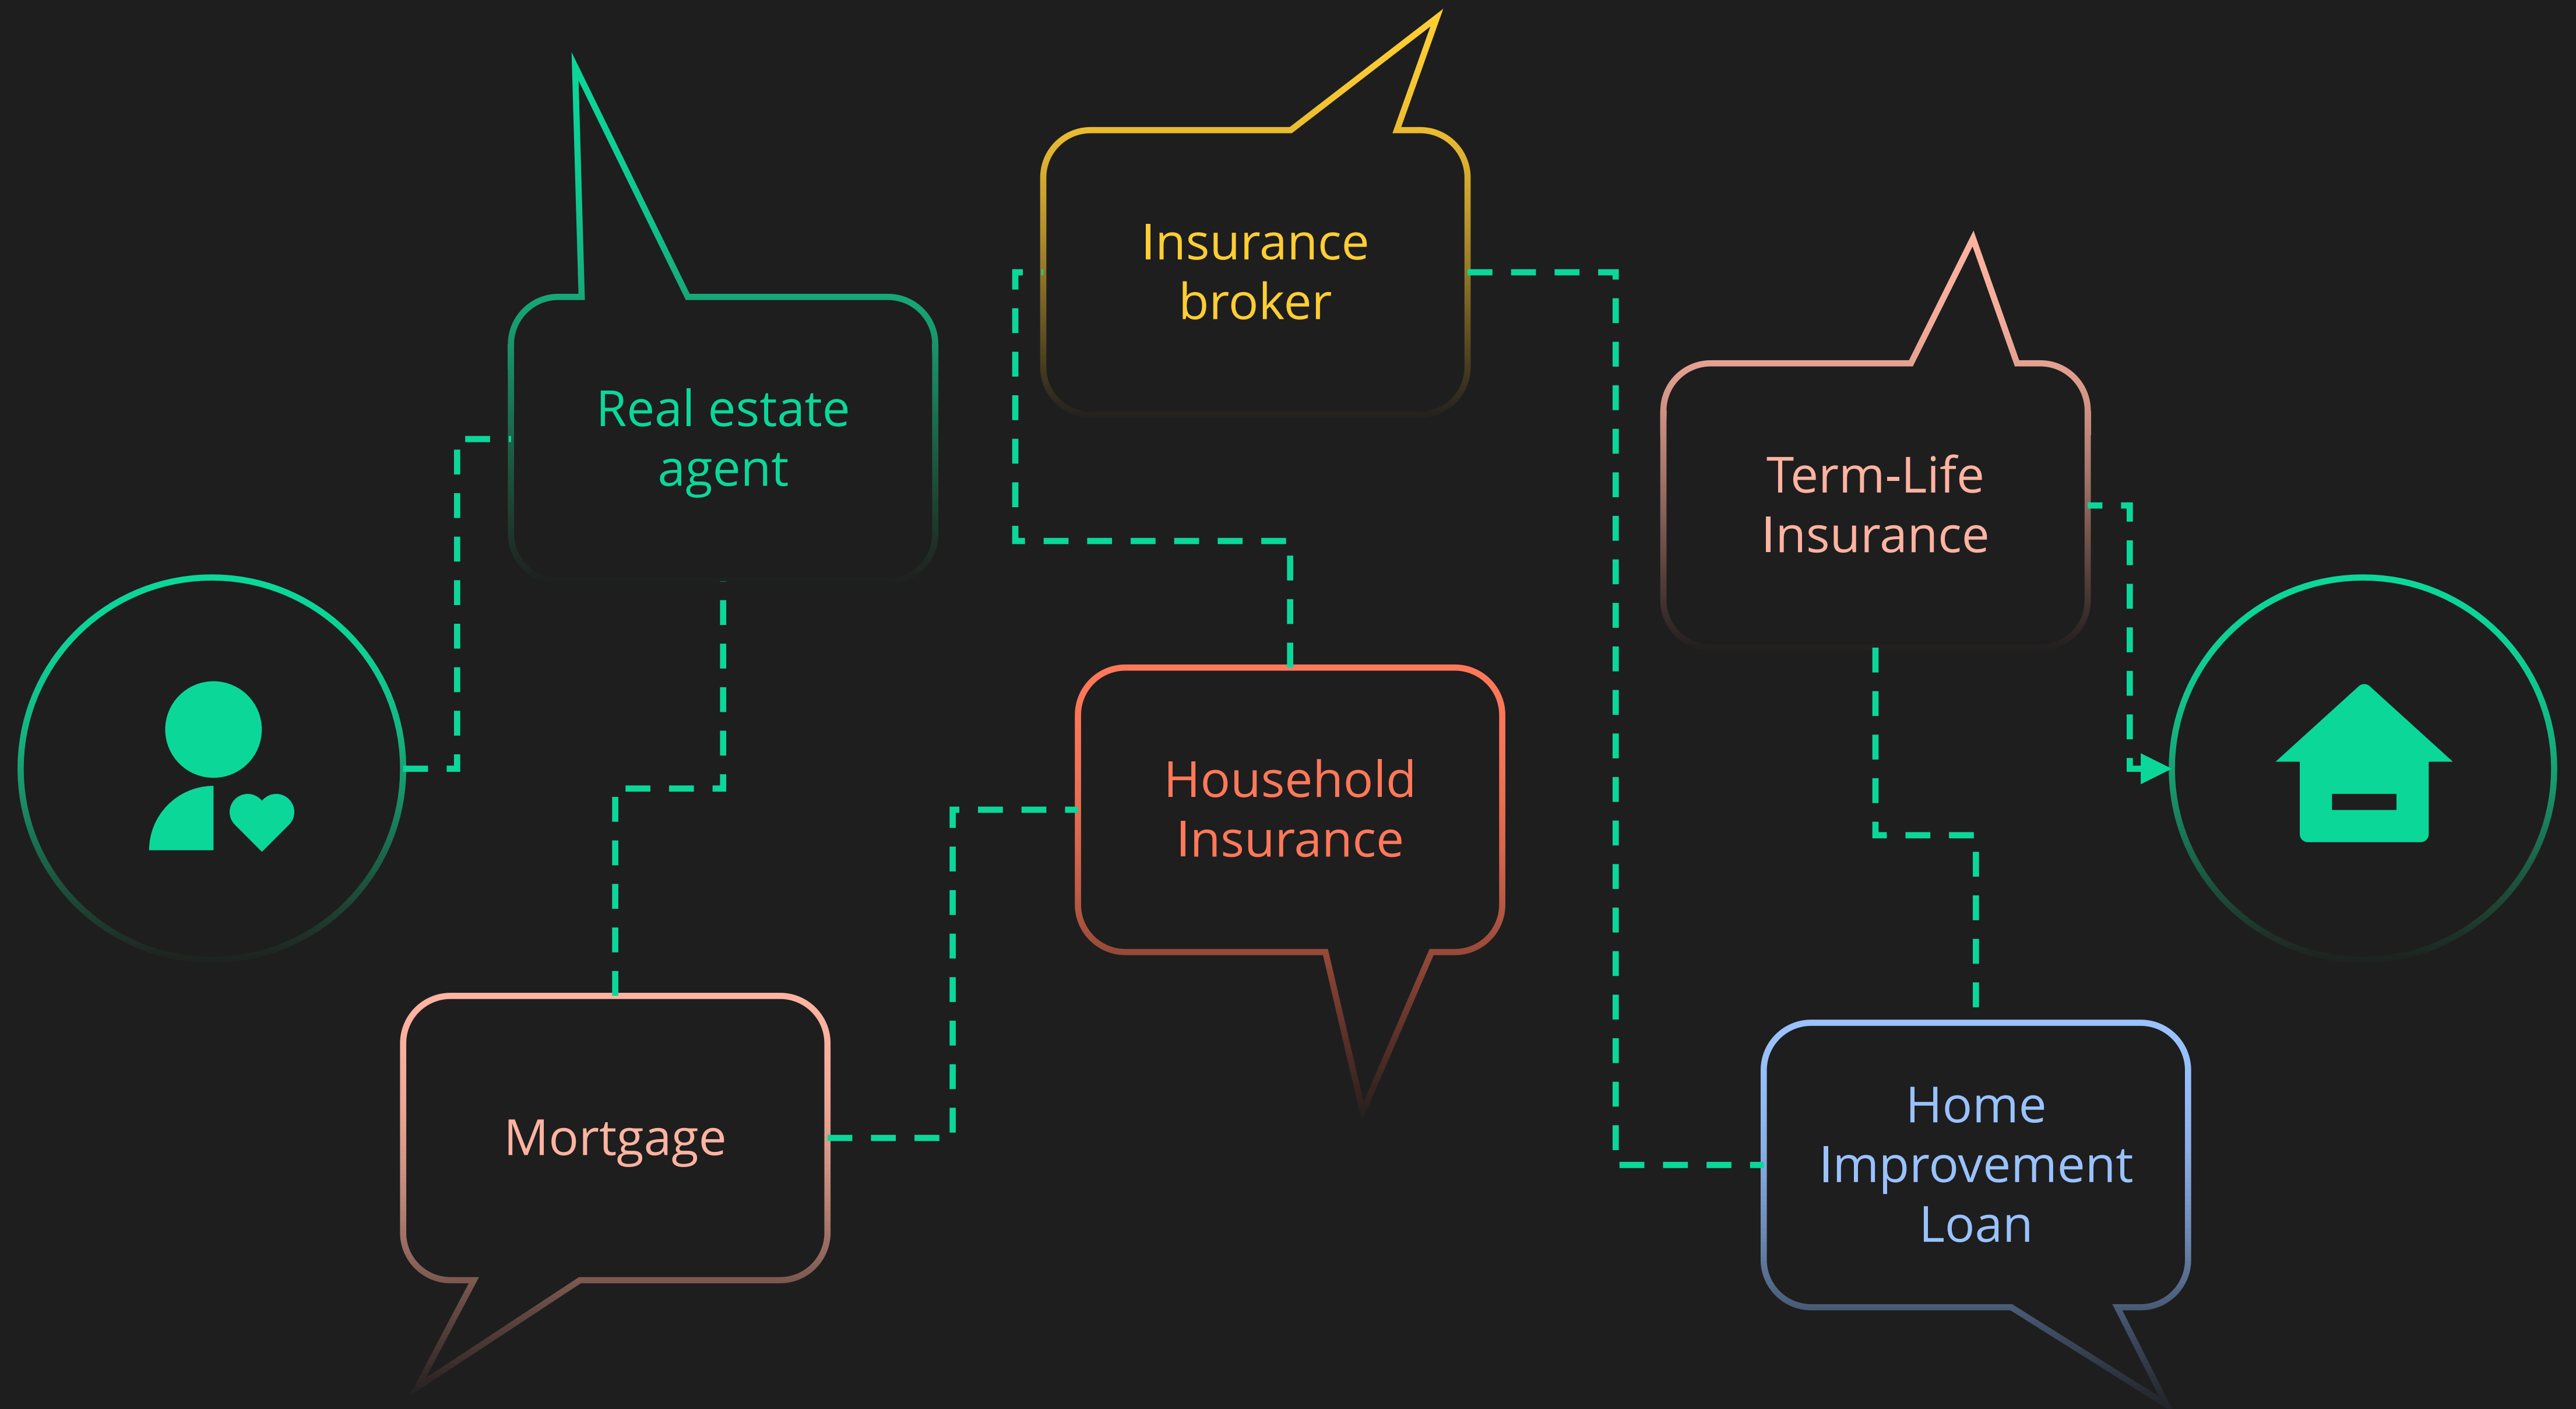 Real estate
agent
Mortgage
Household
Insurance
Insurance
broker
Home
Improvement
Loan
Term-Life
Insurance